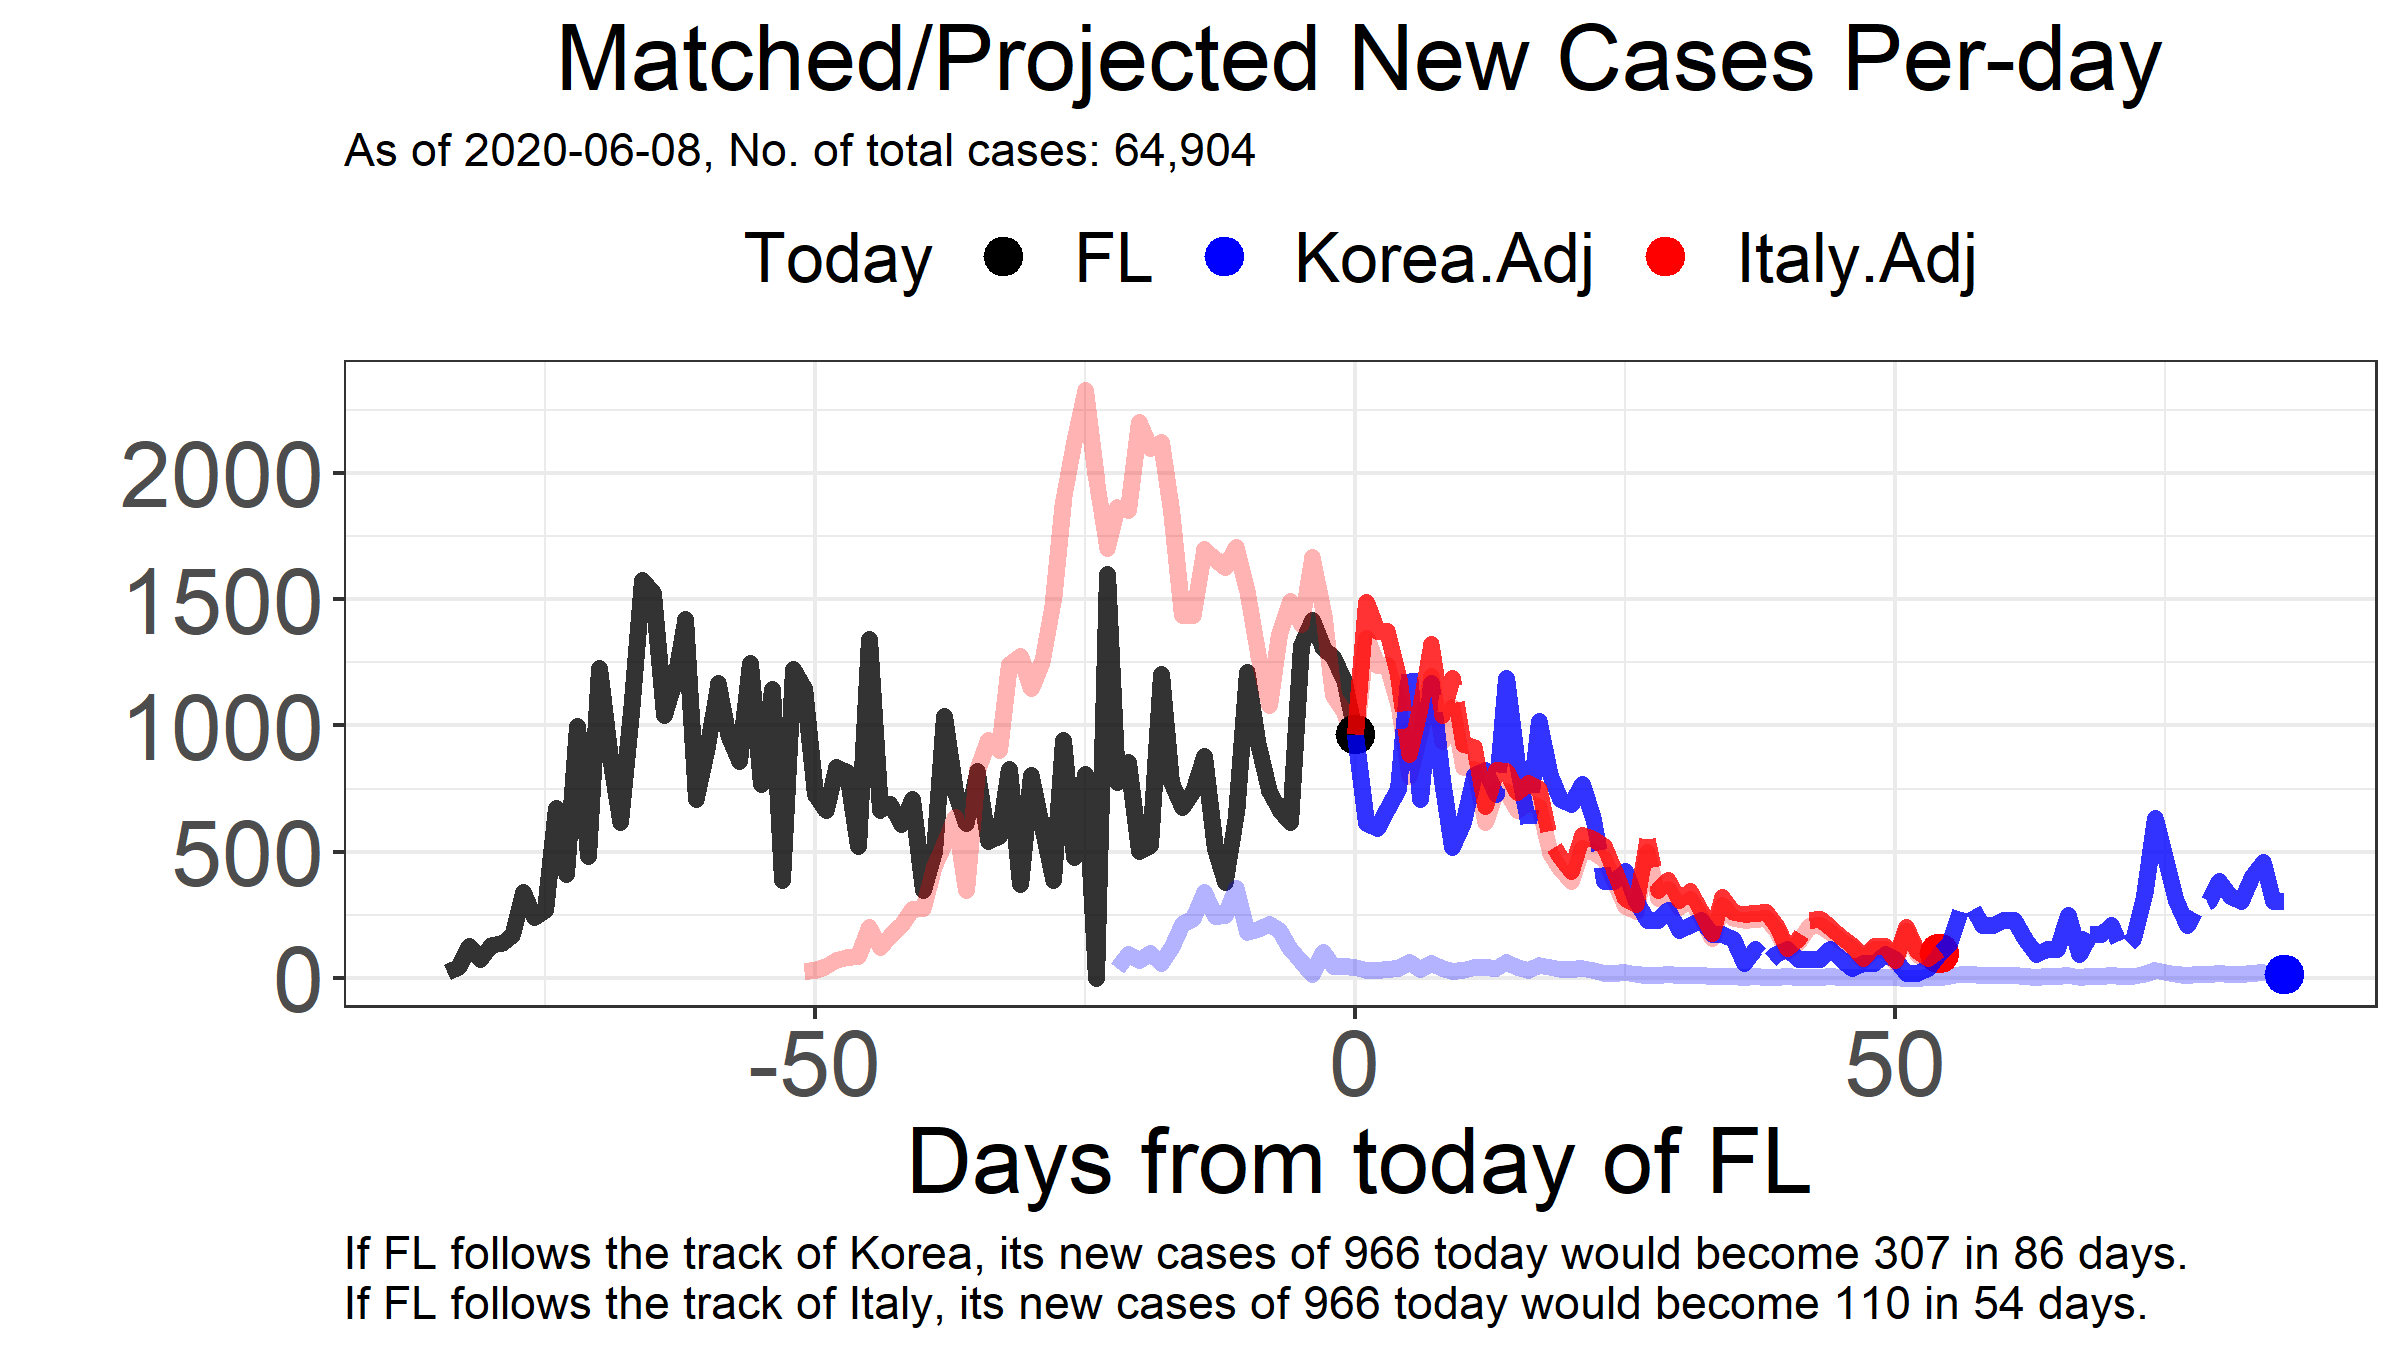 Matched/Projected New Cases Per-day
As of 2020-06-08, No. of total cases: 64,904
Today FL Korea.Adj Italy.Adj
2000
1500
1000
500
0
-50 0 50
Days from today of FL
If FL follows the track of Korea, its new cases of 966 today would become 307 in 86 days.
If FL follows the track of Italy, its new cases of 966 today would become 110 in 54 days.